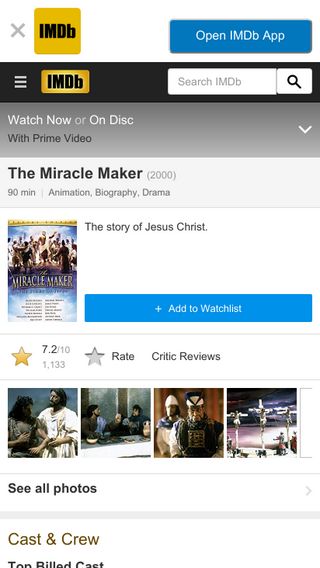 IMDb
Open IMDb App
IMDb
Search IMDb
Watch Now or On Disc
With Prime Video
The Miracle Maker (2000)
90 min | Animation, Biography, Drama
The story of Jesus Christ.
The
MIRACLE MAKER
+ Add to Watchlist
7.2/10
1,133
Rate
Critic Reviews
See all photos
Cast & Crew
Top Billed Cast